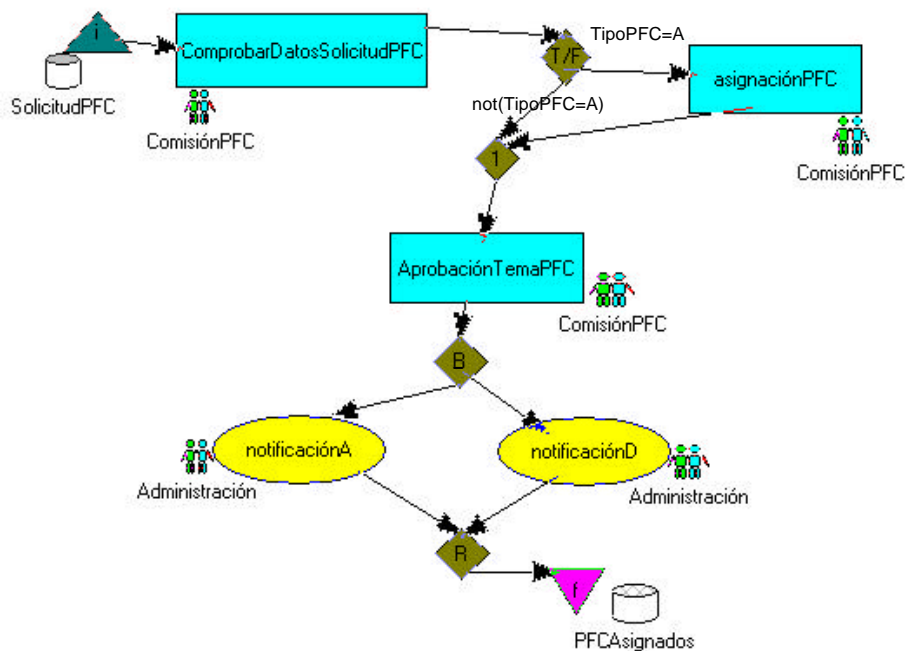 i
SolicitudPFC
ComprobarDatosSolicitudPFC
ComisiónPFC
T/F
TipoPFC=A
not(TipoPFC=A)
asignaciónPFC
ComisiónPFC
1
AprobaciónTemaPFC
ComisiónPFC
B
notificaciónA
Administración
notificaciónD
Administración
R
f
PFCAsignados